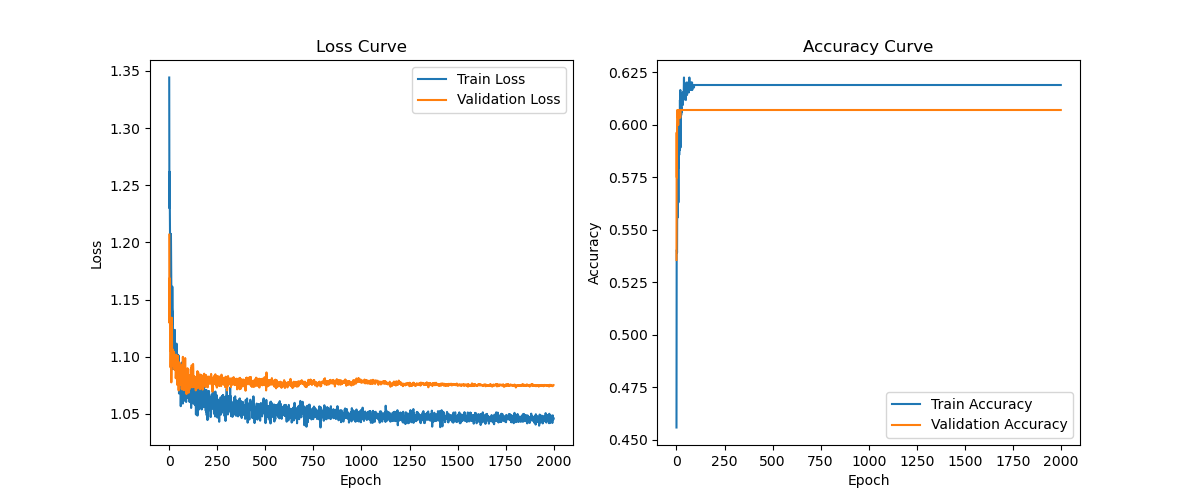 Loss Curve
1.35
1.30
1.25
1.20
1.15
1.10
1.05
Loss
Train Loss
Validation Loss
0 250 500 750 1000 1250 1500 1750 2000
Epoch
Accuracy Curve
0.625
0.600
0.575
0.550
0.525
0.500
0.475
0.450
Accuracy
Train Accuracy
Validation Accuracy
0 250 500 750 1000 1250 1500 1750 2000
Epoch